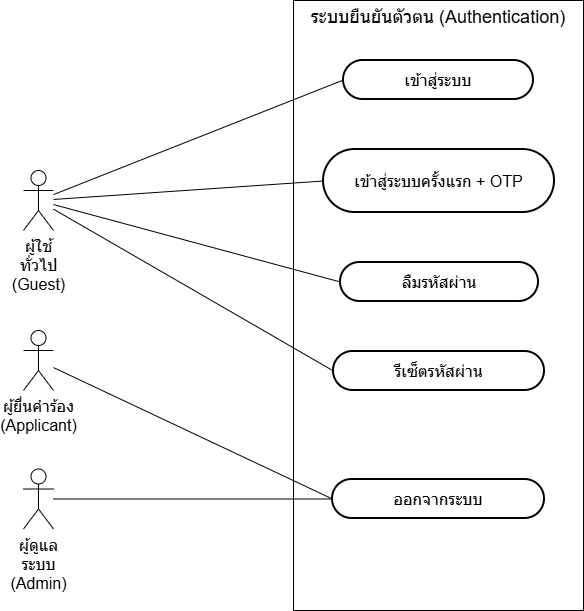 ระบบยืนยันตัวตน (Authentication)
เข้าสู่ระบบ
เข้าสู่ระบบครั้งแรก + OTP
ผู้ใช้
ทั่วไป
(Guest)
ลืมรหัสผ่าน
รีเซ็ตรหัสผ่าน
ผู้ยื่นคำร้อง
(Applicant)
ออกจากระบบ
ผู้ดูแล
ระบบ
(Admin)